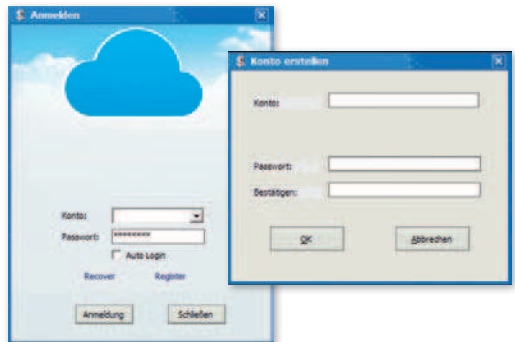 Anmelden
Konto:
Passwort: ********
Auto Login
Recover Register
Anmeldung Schließen
Konto erstellen
Konto:
Passwort:
Bestätigen:
OK Abbrechen